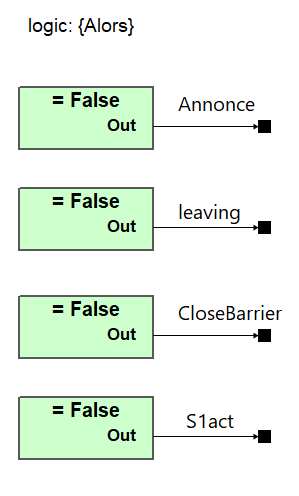 logic: {Alors}
= False
Out
Annonce
= False
Out
leaving
= False
Out
CloseBarrier
= False
Out
S1act